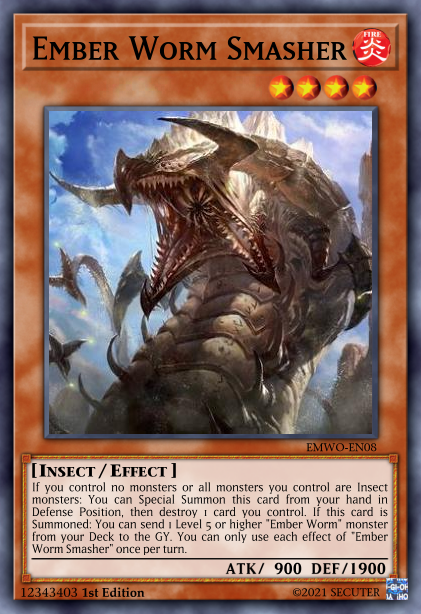 Ember Worm Smasher
FIRE
炎
EMWO-EN08
[Insect/Effect]
If you control no monsters or all monsters you control are Insect
monsters: You can Special Summon this card from your hand in
Defense Position, then destroy 1 card you control. If this card is
Summoned: You can send 1 Level 5 or higher "Ember Worm" monster
from your Deck to the GY. You can only use each effect of "Ember
Worm Smasher" once per turn.
ATK/ 900 DEF/1900
12343403 1st Edition ©2021 SECUTER